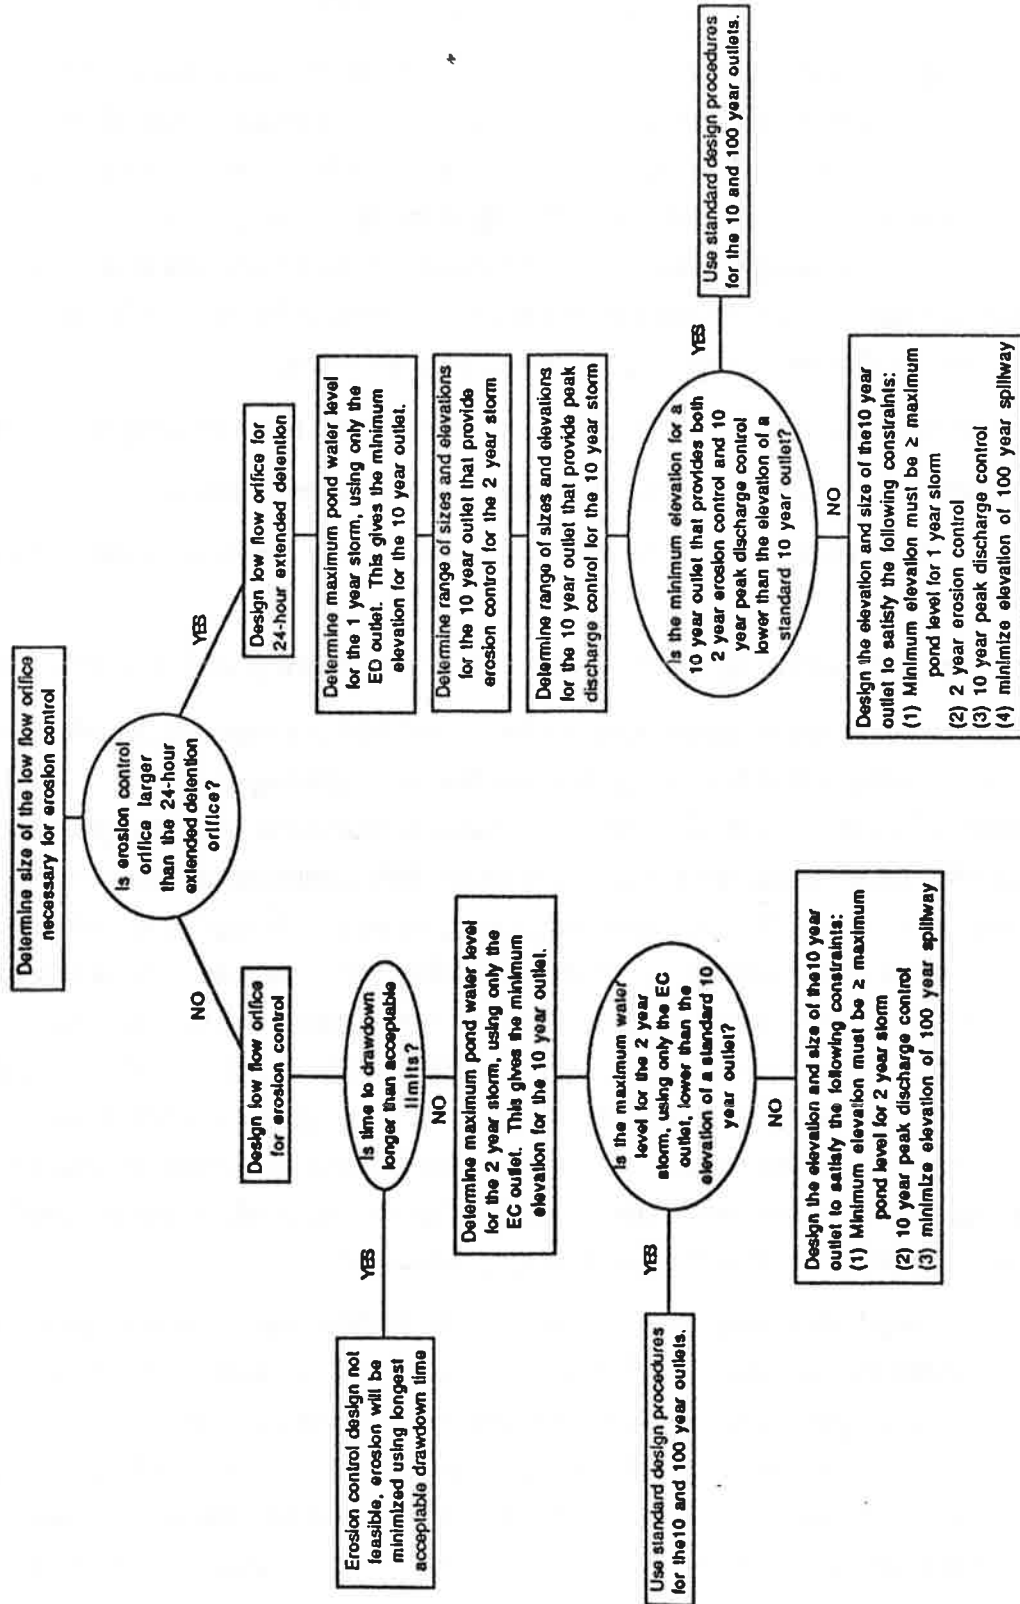 Determine size of the low flow orifice
necessary for erosion control
Is erosion control
orifice larger
than the 24-hour
extended detention
orifice?
NO
YES
Design low flow orifice
for erosion control
Is time to drawdown
longer than acceptable
limits?
YES
Erosion control design not
feasible, erosion will be
minimized using longest
acceptable drawdown time
NO
Determine maximum pond water level
for the 2 year storm, using only the
EC outlet. This gives the minimum
elevation for the 10 year outlet.
Is the maximum water
level for the 2 year
storm, using only the EC
outlet, lower than the
elevation of a standard 10
year outlet?
YES
Use standard design procedures
for the10 and 100 year outlets.
NO
Design the elevation and size of the10 year
outlet to satisfy the following constraints:
(1) Minimum elevation must be ≥ maximum
pond level for 2 year storm
(2) 10 year peak discharge control
(3) minimize elevation of 100 year spillway
Design low flow orifice for
24-hour extended detention
Determine maximum pond water level
for the 1 year storm, using only the
ED outlet. This gives the minimum
elevation for the 10 year outlet.
Determine range of sizes and elevations
for the 10 year outlet that provide
erosion control for the 2 year storm
Determine range of sizes and elevations
for the 10 year outlet that provide peak
discharge control for the 10 year storm
Is the minimum elevation for a
10 year outlet that provides both
2 year erosion control and 10
year peak discharge control
lower than the elevation of a
standard 10 year outlet?
YES
Use standard design procedures
for the 10 and 100 year outlets.
NO
Design the elevation and size of the10 year
outlet to satisfy the following constraints:
(1) Minimum elevation must be ≥ maximum
pond level for 1 year storm
(2) 2 year erosion control
(3) 10 year peak discharge control
(4) minimize elevation of 100 year spillway